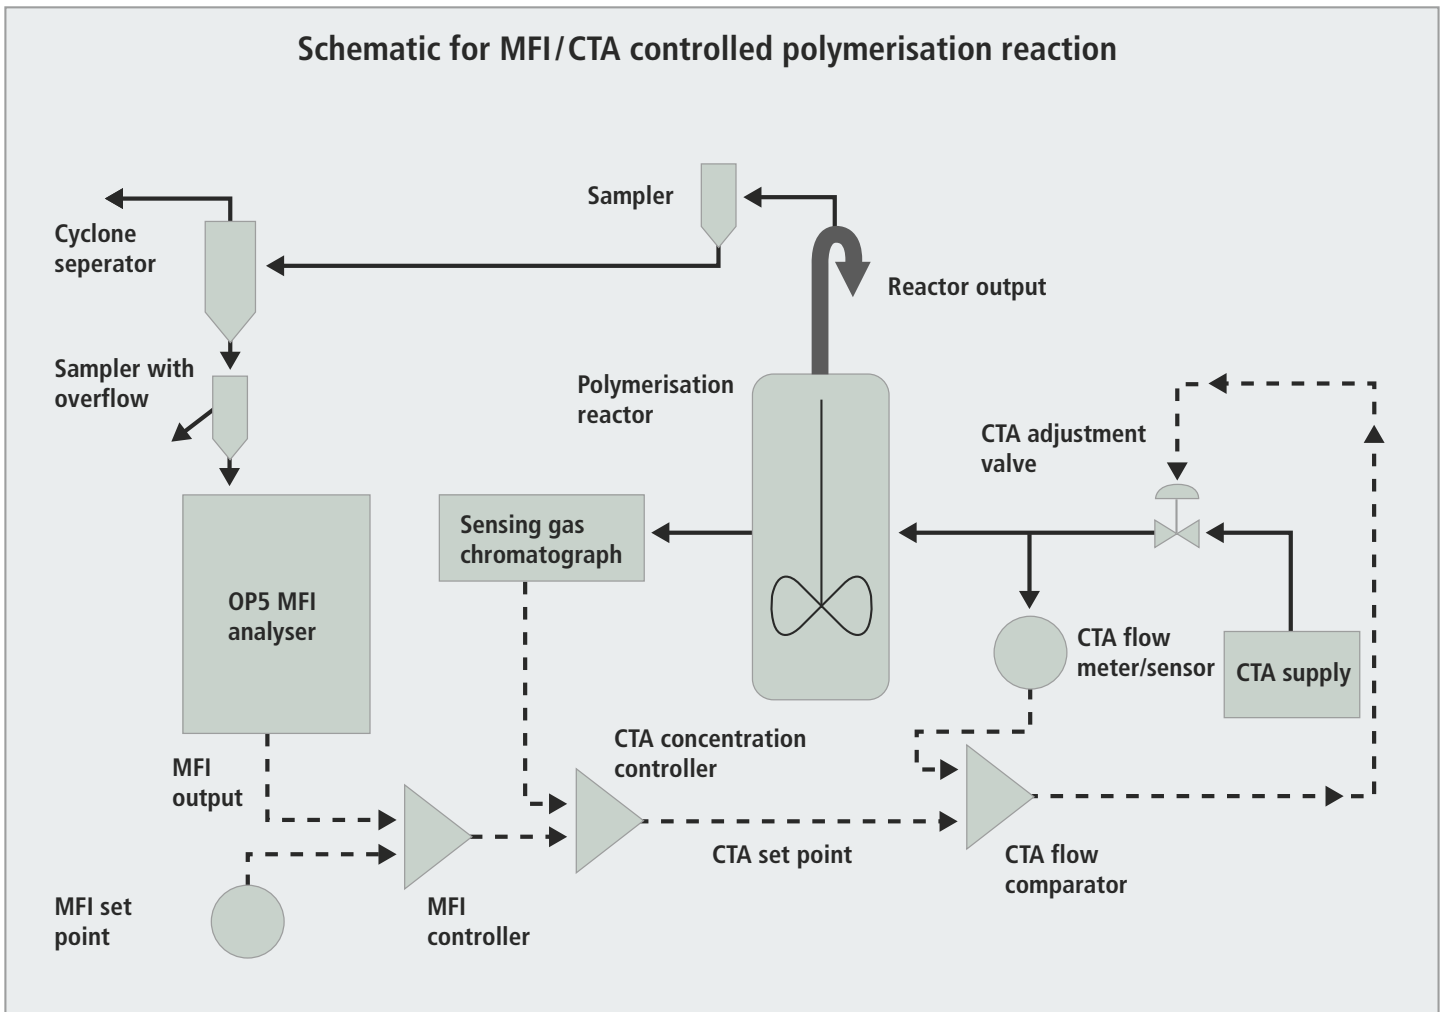 Schematic for MFI/CTA controlled polymerisation reaction
Sampler
Cyclone
seperator
Reactor output
Sampler with
overflow
Polymerisation
reactor
CTA adjustment
valve
Sensing gas
chromatograph
OP5 MFI
analyser
CTA flow
meter/sensor
CTA supply
CTA concentration
controller
MFI
output
CTA set point
CTA flow
comparator
MFI set
point
MFI
controller